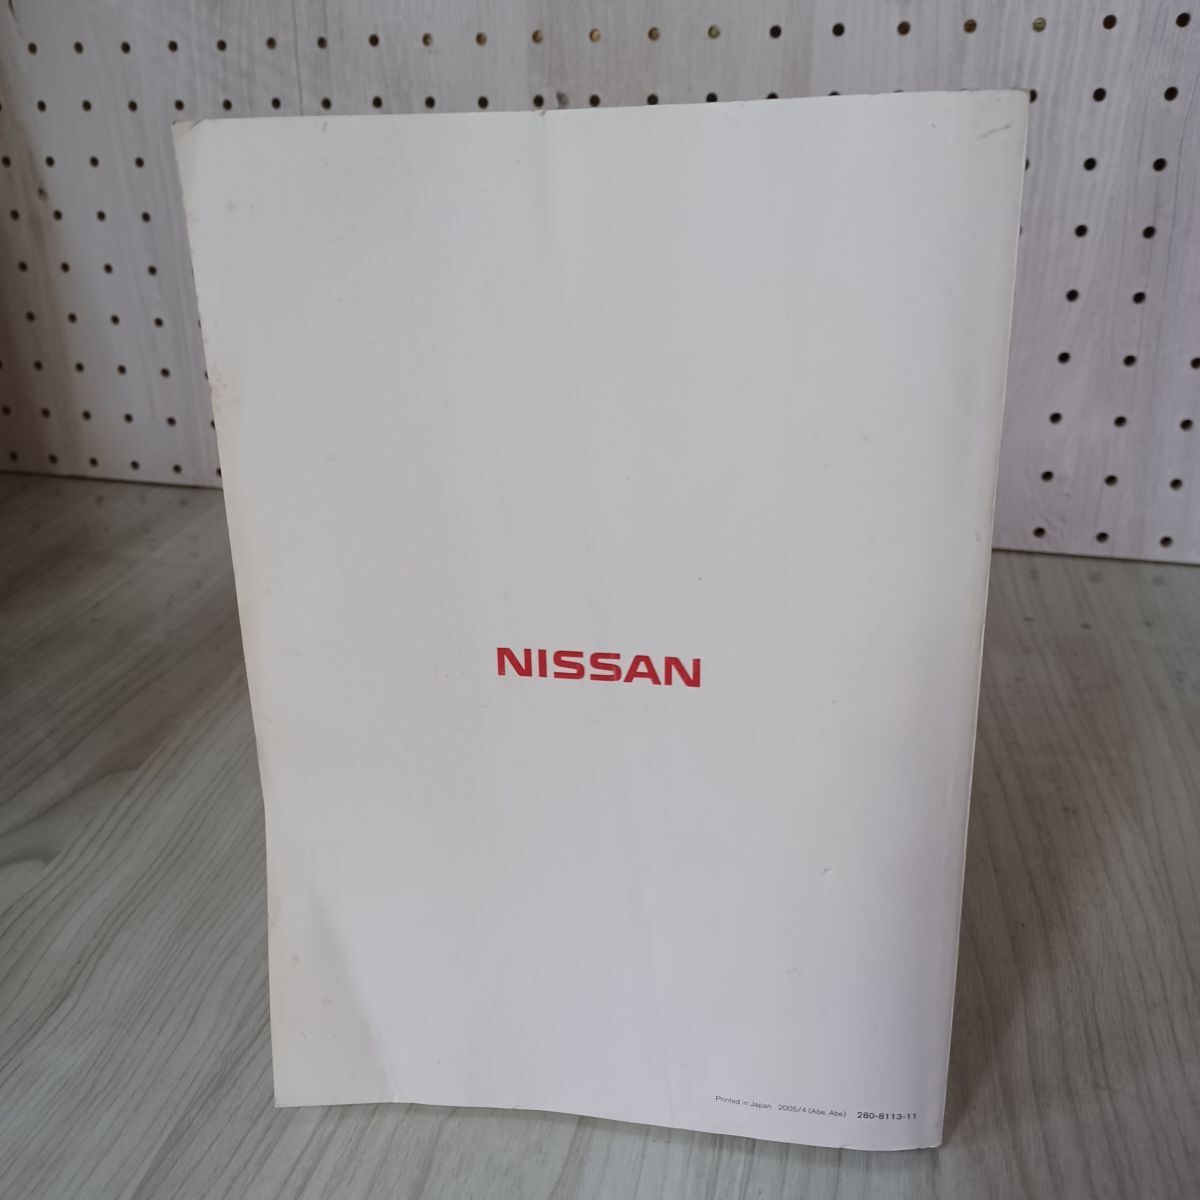 NISSAN
Printed in Japan 2005/4 (Abe, Abe) 280-8113-11